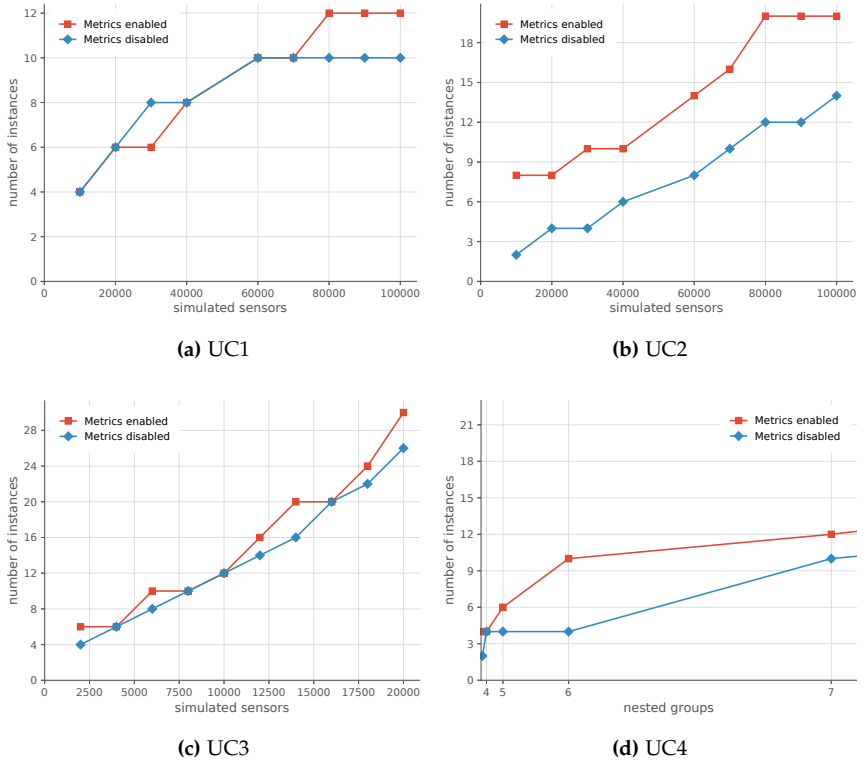 12
10
8
6
4
2
0
number of instances
Metrics enabled
Metrics disabled
0 20000 40000 60000 80000 100000
simulated sensors
(a) UC1
18
15
12
9
6
3
0
number of instances
Metrics enabled
Metrics disabled
0 20000 40000 60000 80000 100000
simulated sensors
(b) UC2
28
24
20
16
12
8
4
0
number of instances
Metrics enabled
Metrics disabled
0 2500 5000 7500 10000 12500 15000 17500 20000
simulated sensors
(c) UC3
21
18
15
12
9
6
3
0
number of instances
Metrics enabled
Metrics disabled
4 5 6 7
nested groups
(d) UC4